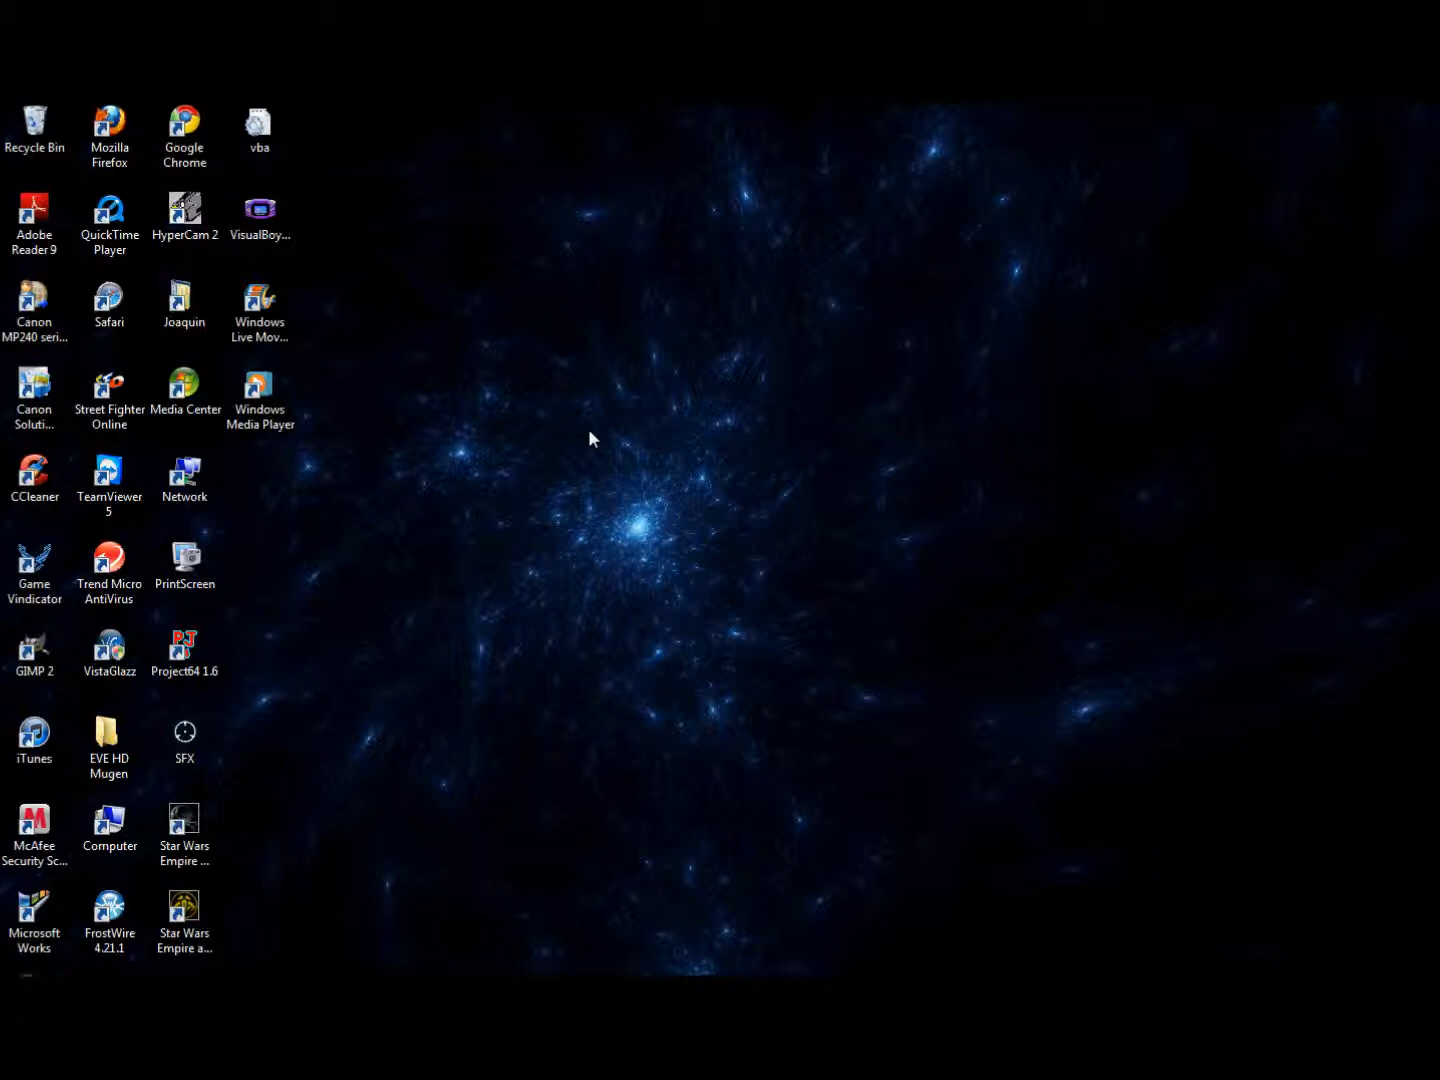 Recycle Bin
Mozilla
Firefox
Google
Chrome
vba
Adobe
Reader 9
QuickTime
Player
HyperCam 2
VisualBoy...
Canon
MP240 seri...
Safari
Joaquin
Windows
Live Mov...
Canon
Soluti...
Street Fighter
Online
Media Center
Windows
Media Player
CCleaner
TeamViewer
5
Network
Game
Vindicator
Trend Micro
AntiVirus
PrintScreen
GIMP 2
VistaGlazz
Project64 1.6
iTunes
EVE HD
Mugen
SFX
McAfee
Security Sc...
Computer
Star Wars
Empire ...
Microsoft
Works
FrostWire
4.21.1
Star Wars
Empire a...